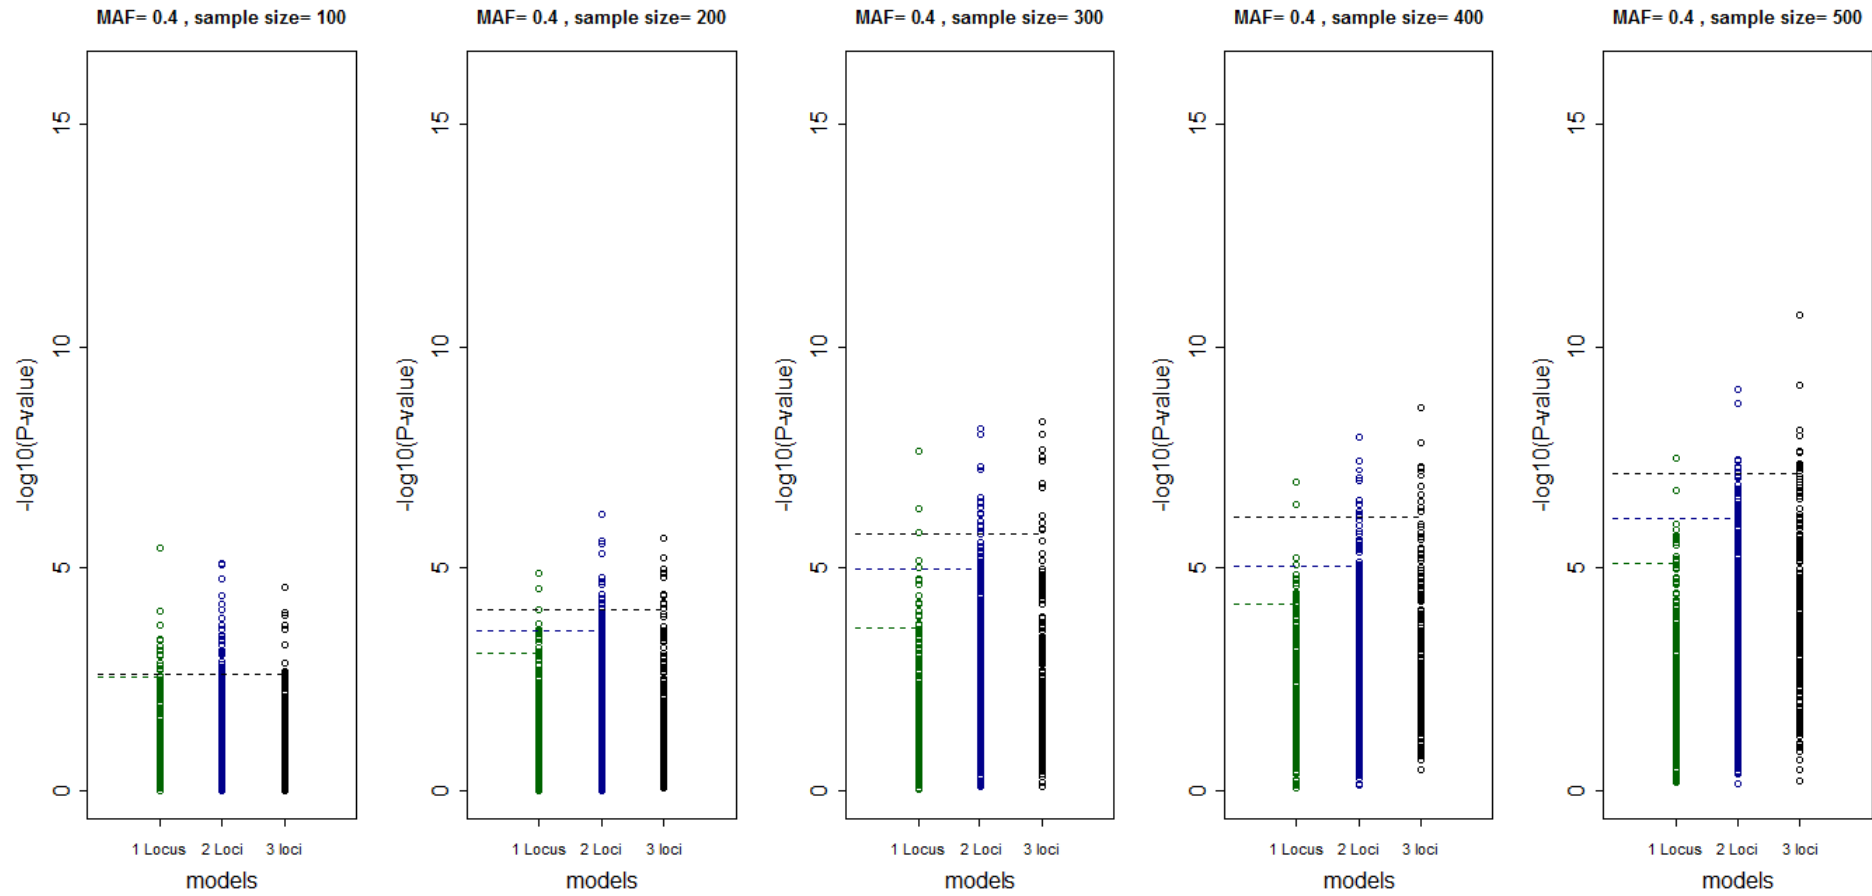 MAF= 0.4 , sample size= 100
-log10(P-value)
15
10
5
0
1 Locus 2 Loci 3 loci
models
MAF= 0.4 , sample size= 200
-log10(P-value)
15
10
5
0
1 Locus 2 Loci 3 loci
models
MAF= 0.4 , sample size= 300
-log10(P-value)
15
10
5
0
1 Locus 2 Loci 3 loci
models
MAF= 0.4 , sample size= 400
-log10(P-value)
15
10
5
0
1 Locus 2 Loci 3 loci
models
MAF= 0.4 , sample size= 500
-log10(P-value)
15
10
5
0
1 Locus 2 Loci 3 loci
models